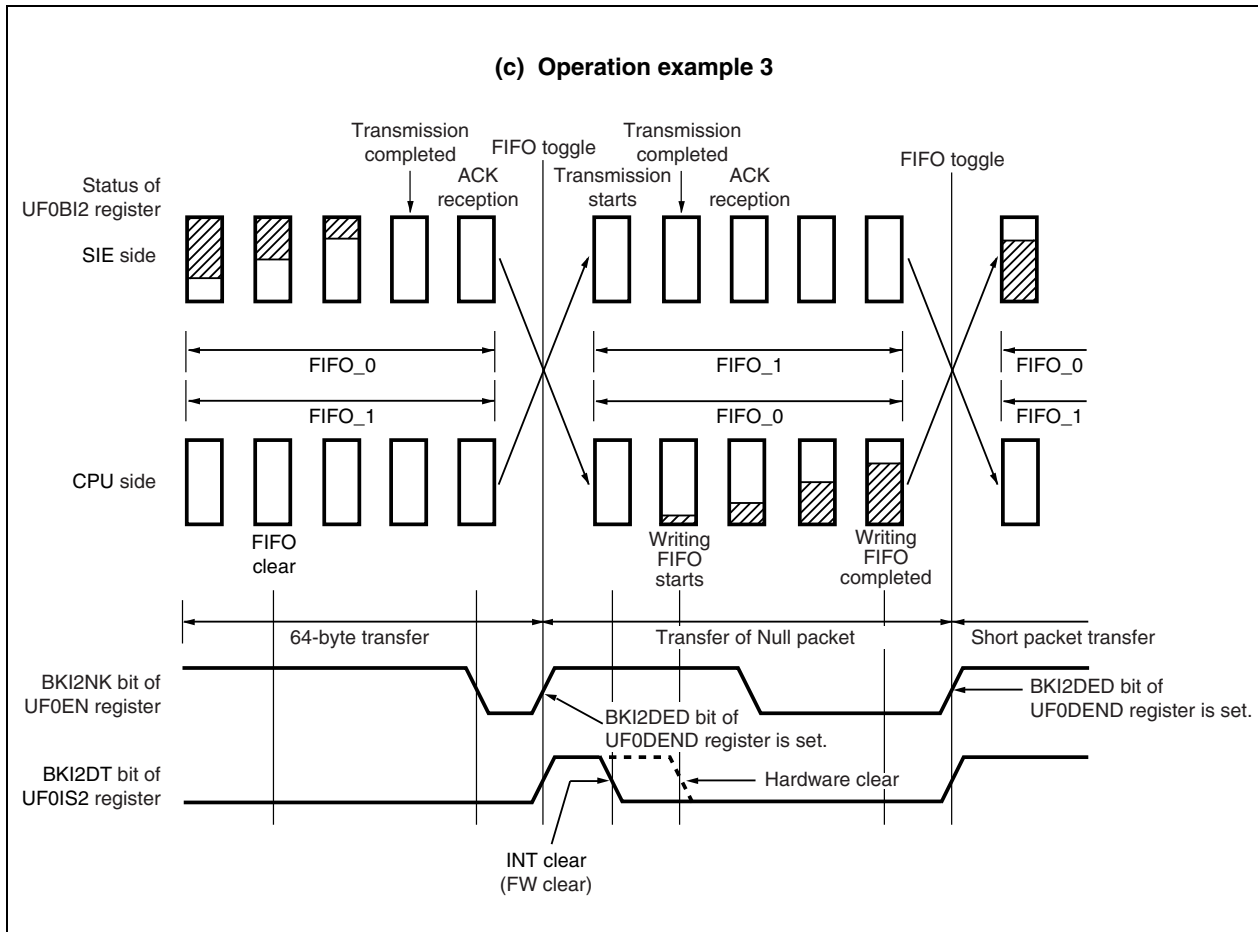 (c) Operation example 3
Transmission
completed
FIFO toggle
Transmission
completed
FIFO toggle
Status of
UF0BI2 register
ACK
reception
Transmission
starts
ACK
reception
SIE side
FIFO_0
FIFO_1
FIFO_0
FIFO_1
FIFO_0
FIFO_1
CPU side
FIFO
clear
Writing
FIFO
starts
Writing
FIFO
completed
64-byte transfer
Transfer of Null packet
Short packet transfer
BKI2NK bit of
UF0EN register
BKI2DED bit of
UF0DEND register is set.
BKI2DED bit of
UF0DEND register is set.
BKI2DT bit of
UF0IS2 register
Hardware clear
INT clear
(FW clear)